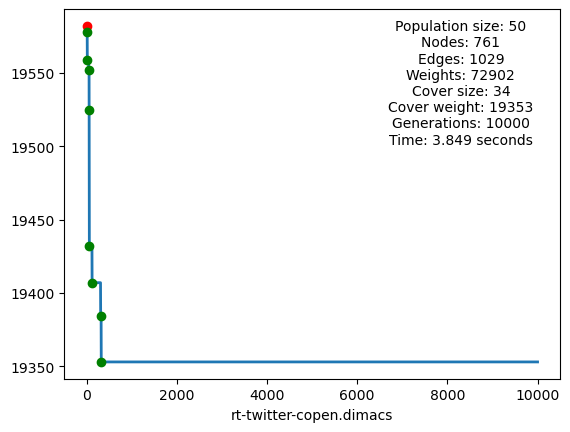 Population size: 50
Nodes: 761
Edges: 1029
Weights: 72902
Cover size: 34
Cover weight: 19353
Generations: 10000
Time: 3.849 seconds
19550
19500
19450
19400
19350
0 2000 4000 6000 8000 10000
rt-twitter-copen.dimacs